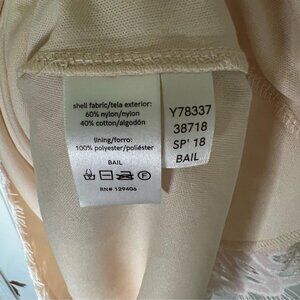 shell fabric/tela exterior:
60% nylon/nylon
40% cotton/algodón
lining/forro:
100% polyester/poliéster
BAIL
RN# 129406
Y78337
38718
SP' 18
BAIL